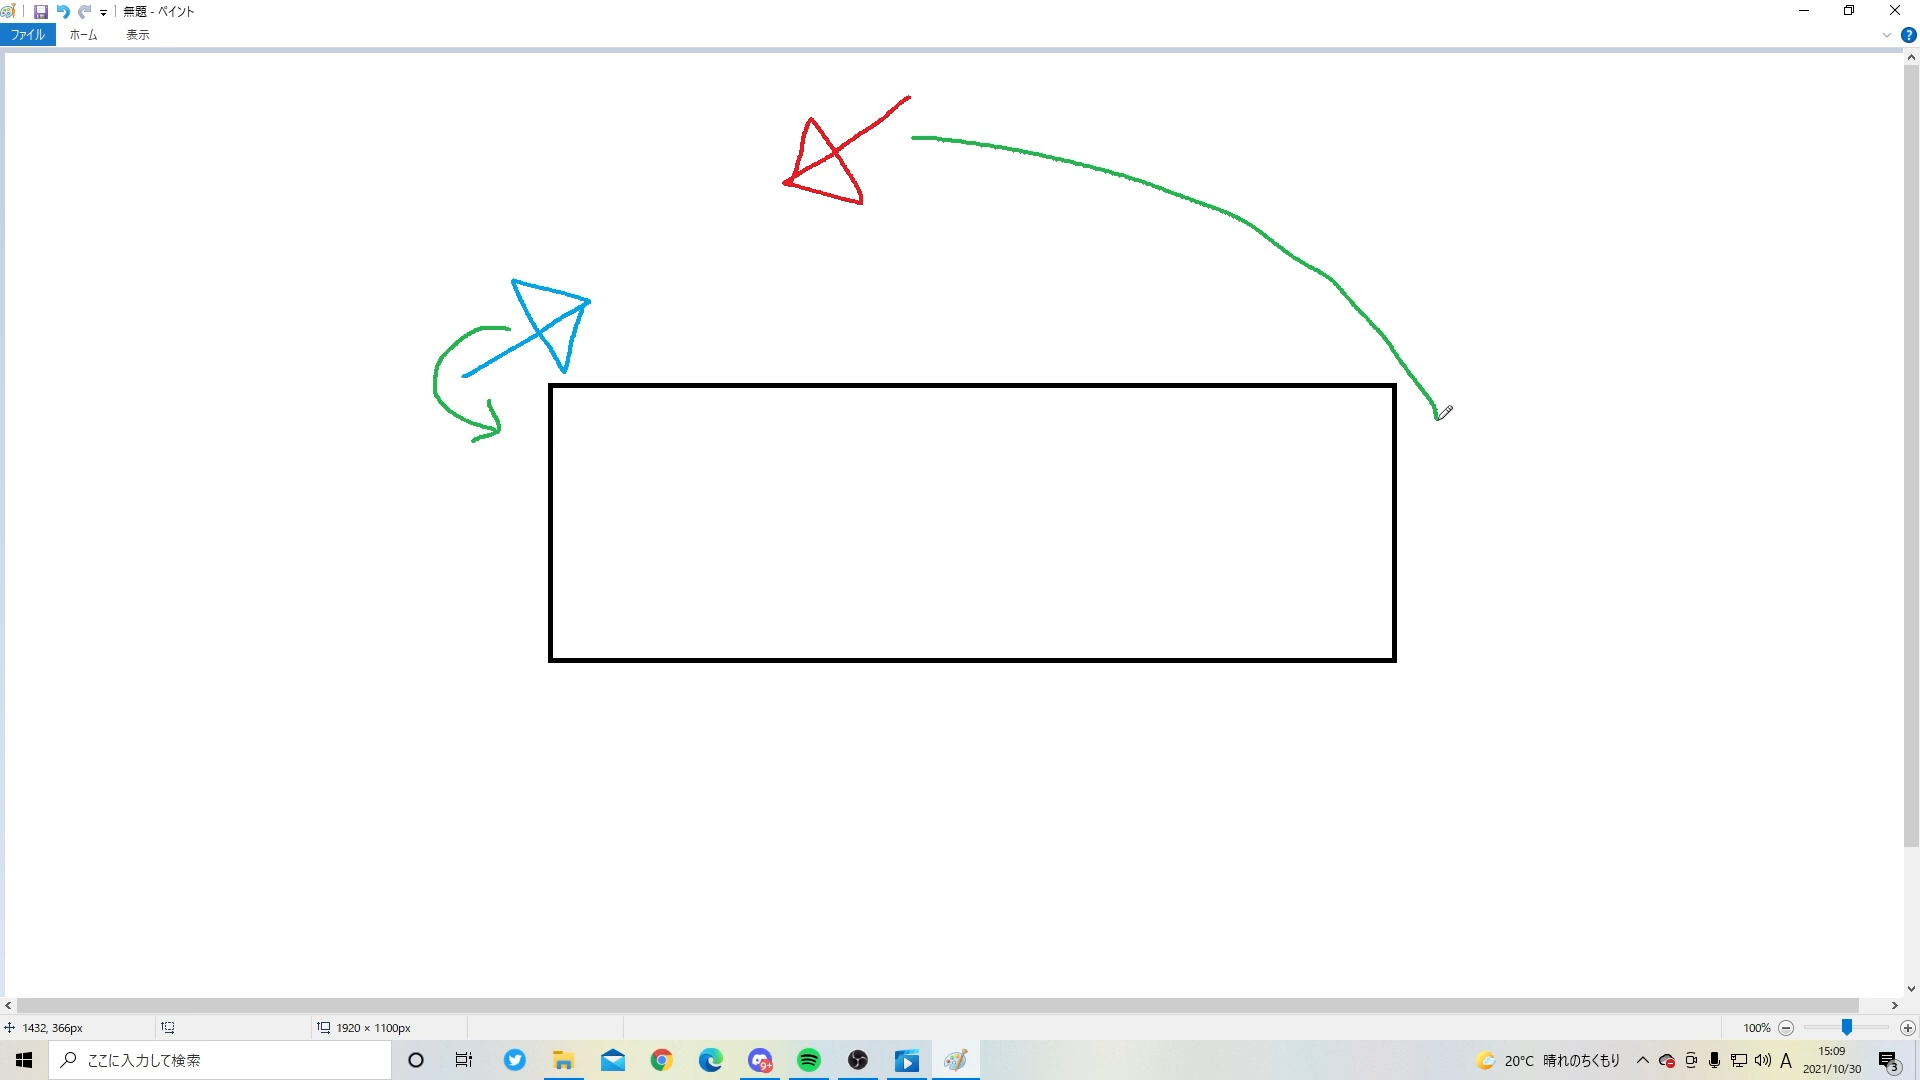 無題 - ペイント
ファイル ホーム 表示
?
1432, 366px
1920 × 1100px
100%
ここに入力して検索
9+
20°C 晴れのちくもり
A
15:09
2021/10/30
3